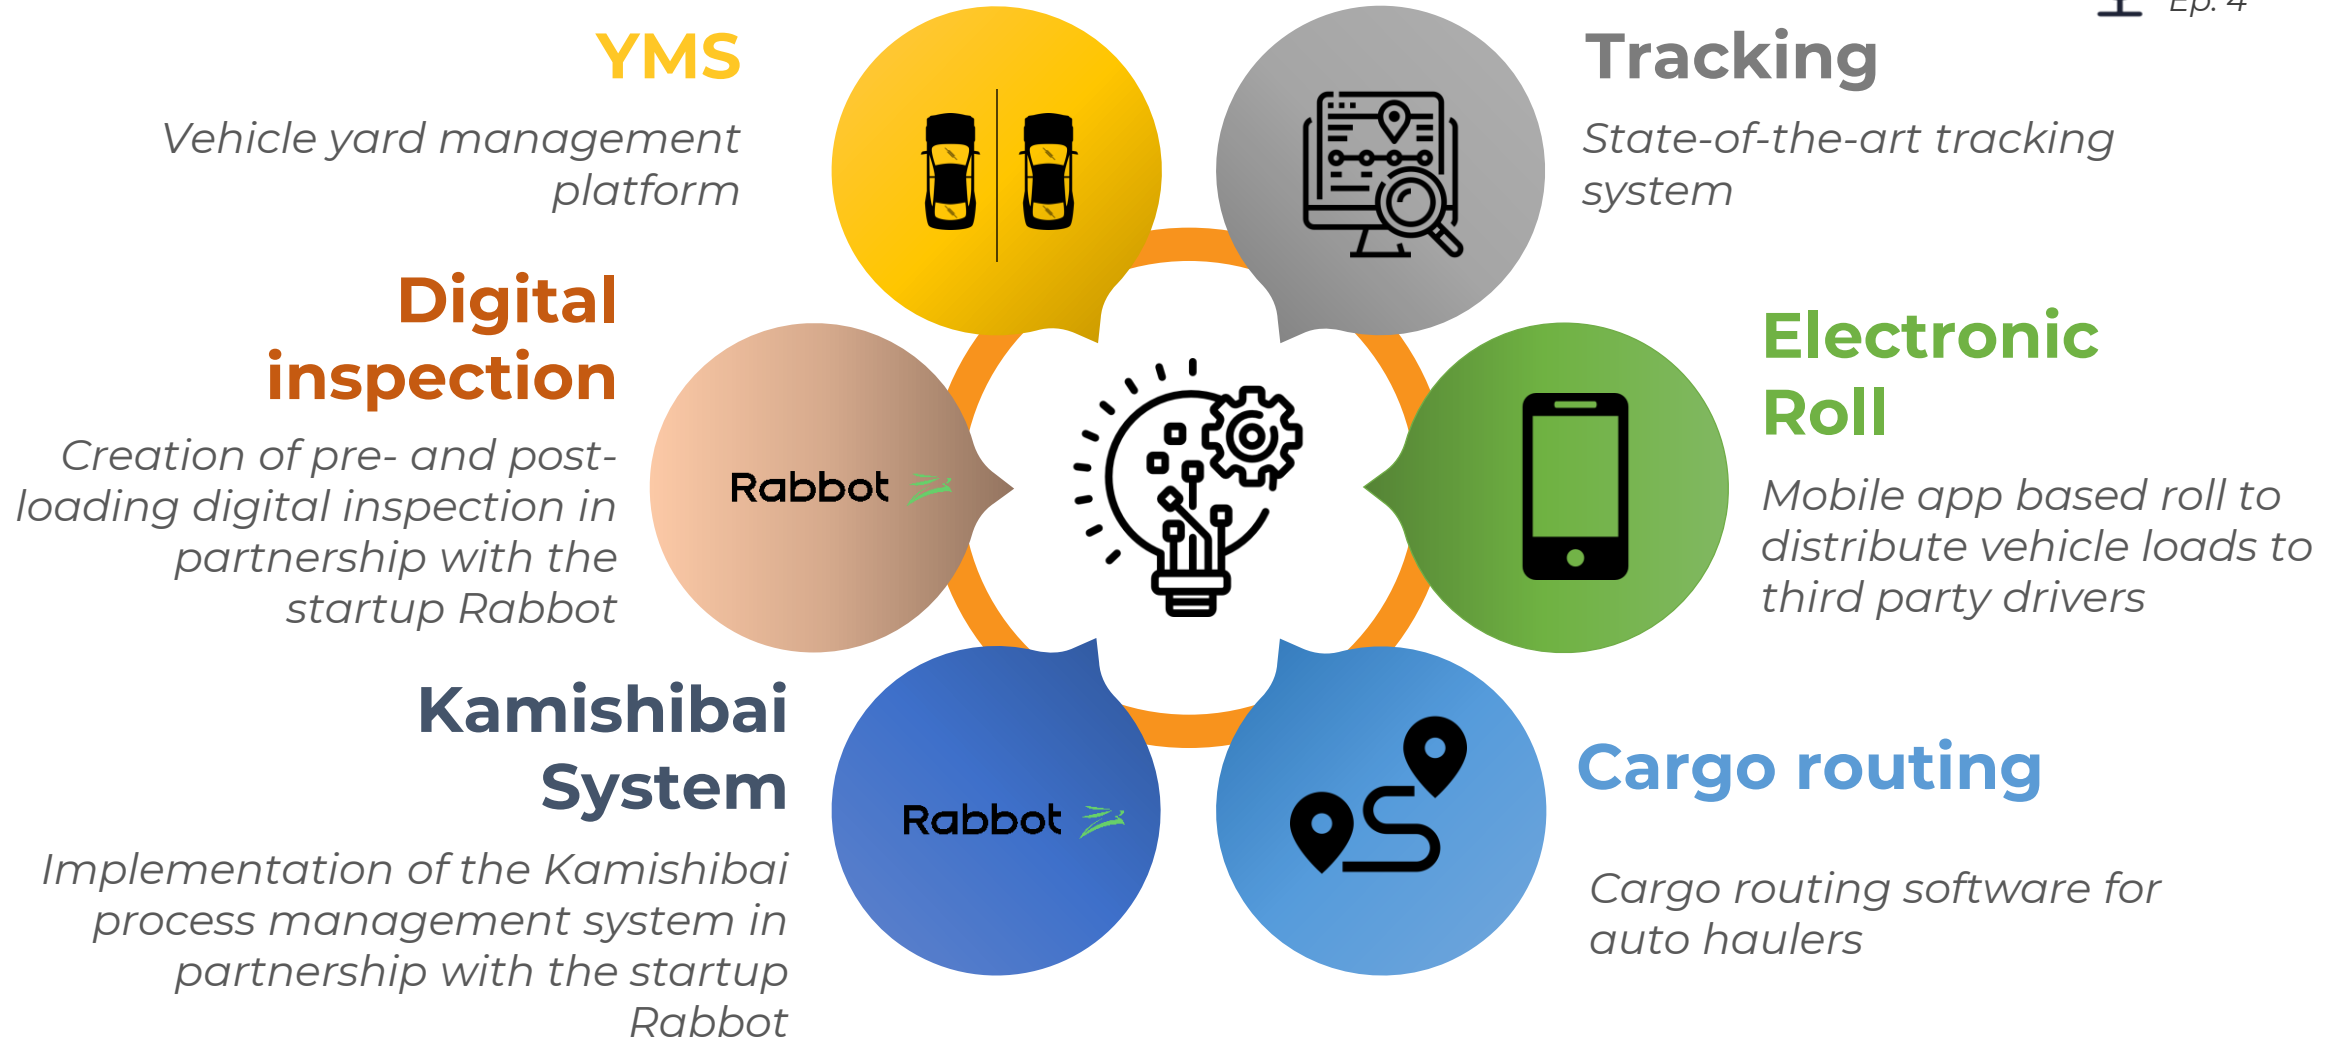 Ep. 4
YMS
Vehicle yard management
platform
Tracking
State-of-the-art tracking
system
Digital
inspection
Creation of pre- and post-
loading digital inspection in
partnership with the
startup Rabbot
Rabbot
Electronic
Roll
Mobile app based roll to
distribute vehicle loads to
third party drivers
Kamishibai
System
Implementation of the Kamishibai
process management system in
partnership with the startup
Rabbot
Rabbot
Cargo routing
Cargo routing software for
auto haulers